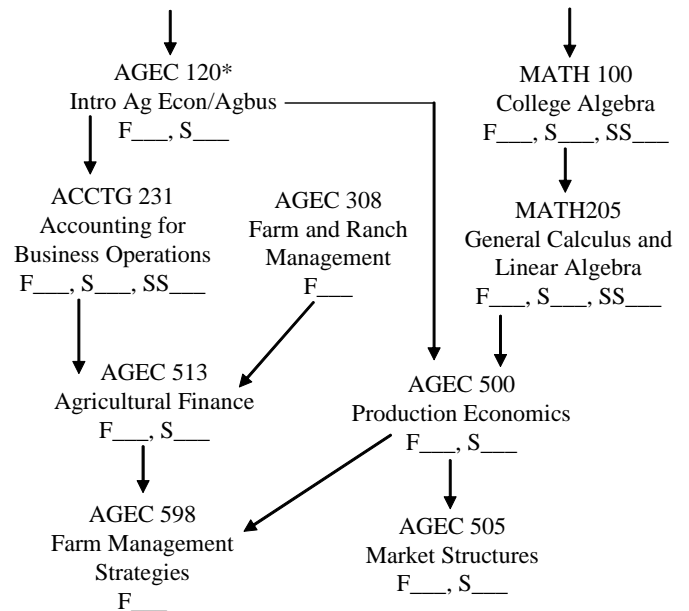 AGEC 120*
Intro Ag Econ/Agbus
F___, S___
MATH 100
College Algebra
F___, S___, SS___
ACCTG 231
Accounting for
Business Operations
F___, S___, SS___
AGEC 308
Farm and Ranch
Management
F___
MATH205
General Calculus and
Linear Algebra
F___, S___, SS___
AGEC 513
Agricultural Finance
F___, S___
AGEC 500
Production Economics
F___, S___
AGEC 598
Farm Management
Strategies
F___
AGEC 505
Market Structures
F___, S___